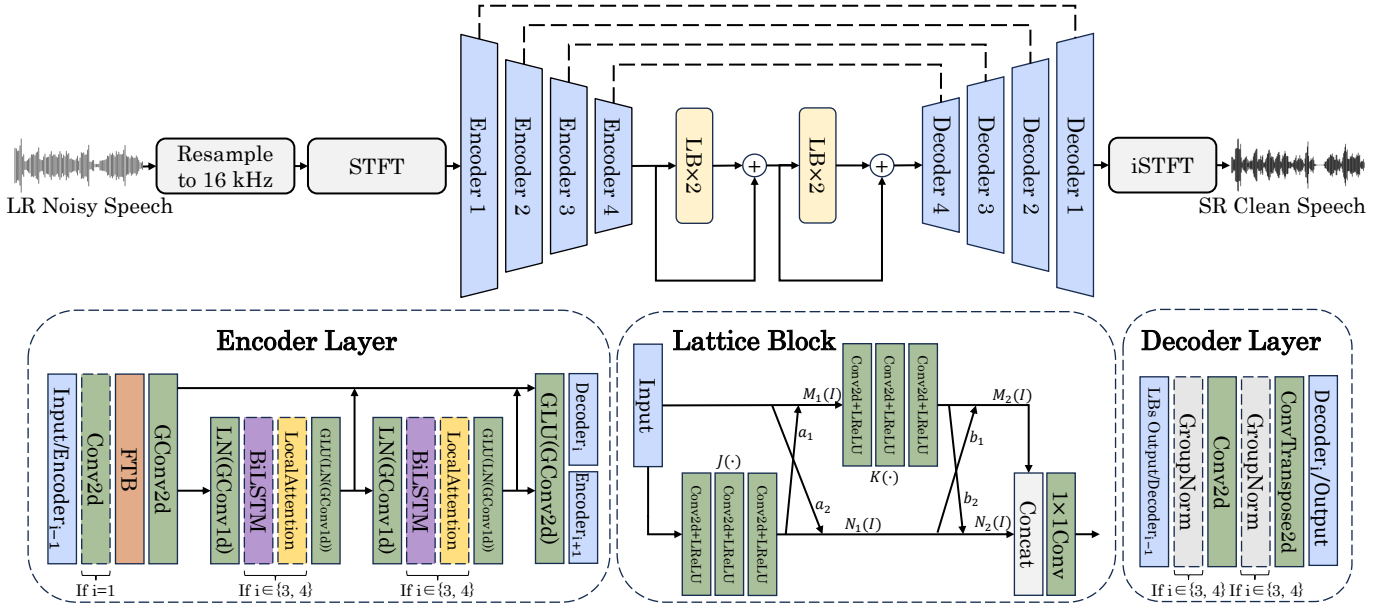 LR Noisy Speech
Resample
to 16 kHz
STFT
Encoder 1
Encoder 2
Encoder 3
Encoder 4
LB×2
+
LB×2
+
Decoder 4
Decoder 3
Decoder 2
Decoder 1
iSTFT
SR Clean Speech
Encoder Layer
Input/Encoder_{i-1}
Conv2d
FTB
GConv2d
LN(GConv1d)
BiLSTM
LocalAttention
GLU(LN(GConv1d))
LN(GConv1d)
BiLSTM
LocalAttention
GLU(LN(GConv1d))
GLU(GConv2d)
Decoder_i
Encoder_{i+1}
If i=1
If i∈{3, 4}
If i∈{3, 4}
Lattice Block
Input
J(·)
Conv2d+LReLU
Conv2d+LReLU
Conv2d+LReLU
a_1
a_2
M_1(I)
N_1(I)
Conv2d+LReLU
Conv2d+LReLU
Conv2d+LReLU
K(·)
b_1
b_2
M_2(I)
N_2(I)
Concat
1×1Conv
Decoder Layer
LBs Output/Decoder_{i-1}
GroupNorm
Conv2d
GroupNorm
ConvTranspose2d
Decoder_i/Output
If i∈{3, 4}
If i∈{3, 4}